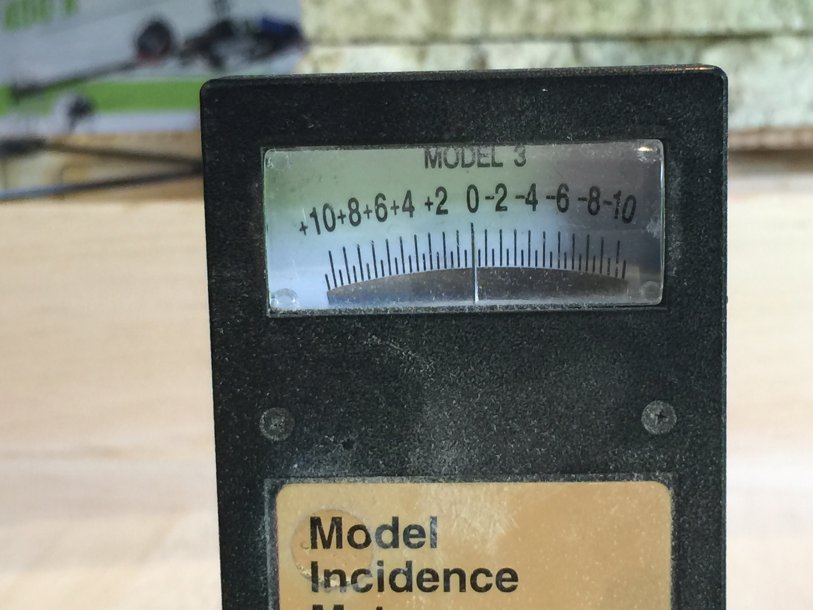 MODEL 3
+10+8+6+4 +2 0 -2 -4 -6 -8 -10
Model
Incidence